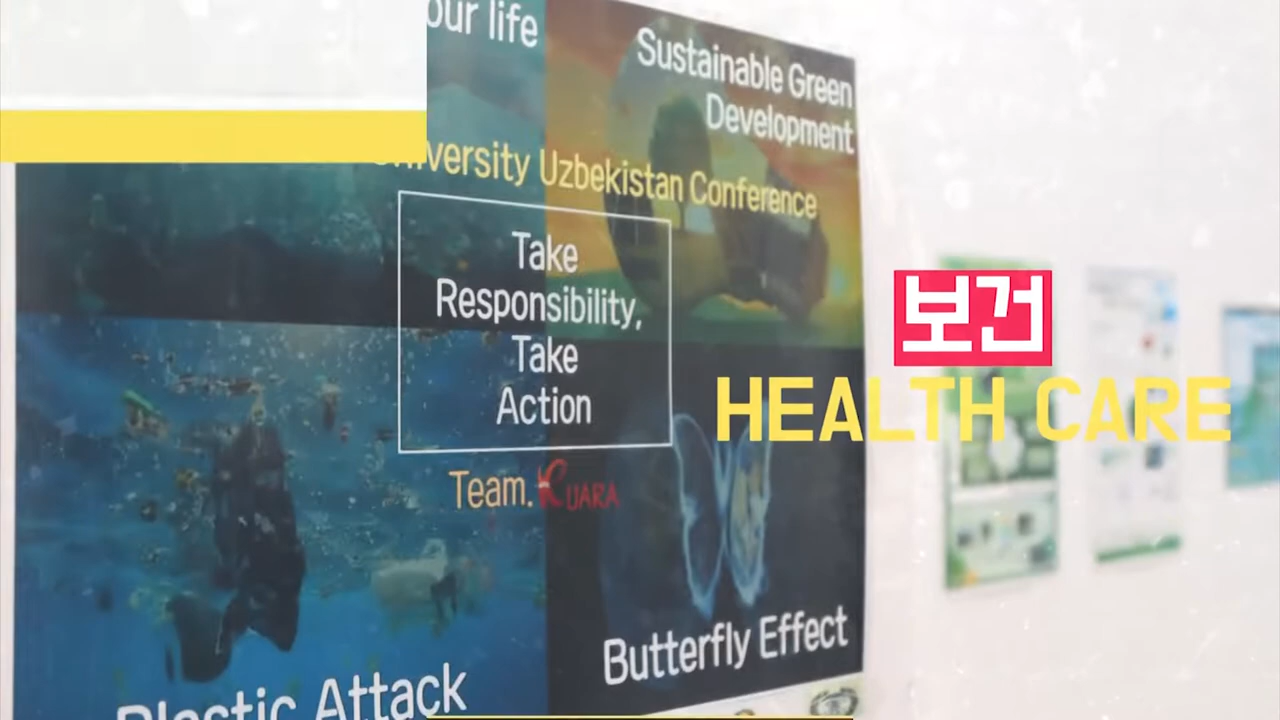 our life
Sustainable Green
Development
University Uzbekistan Conference
Take
Responsibility,
Take
Action
Team. KUARA
Plastic Attack
Butterfly Effect
보건
HEALTH CARE